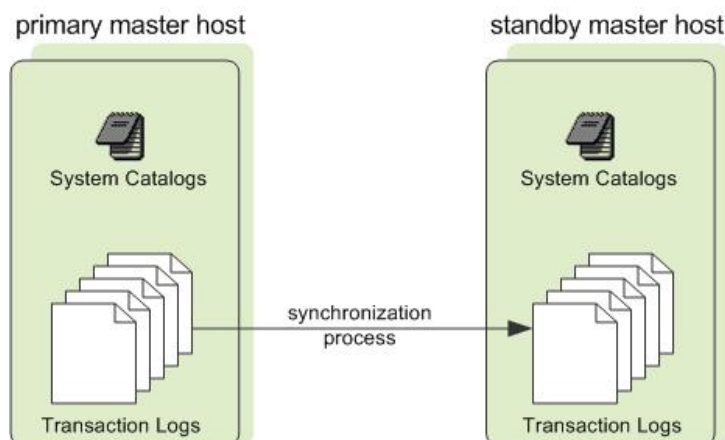 primary master host
standby master host
System Catalogs
System Catalogs
synchronization
process
Transaction Logs
Transaction Logs